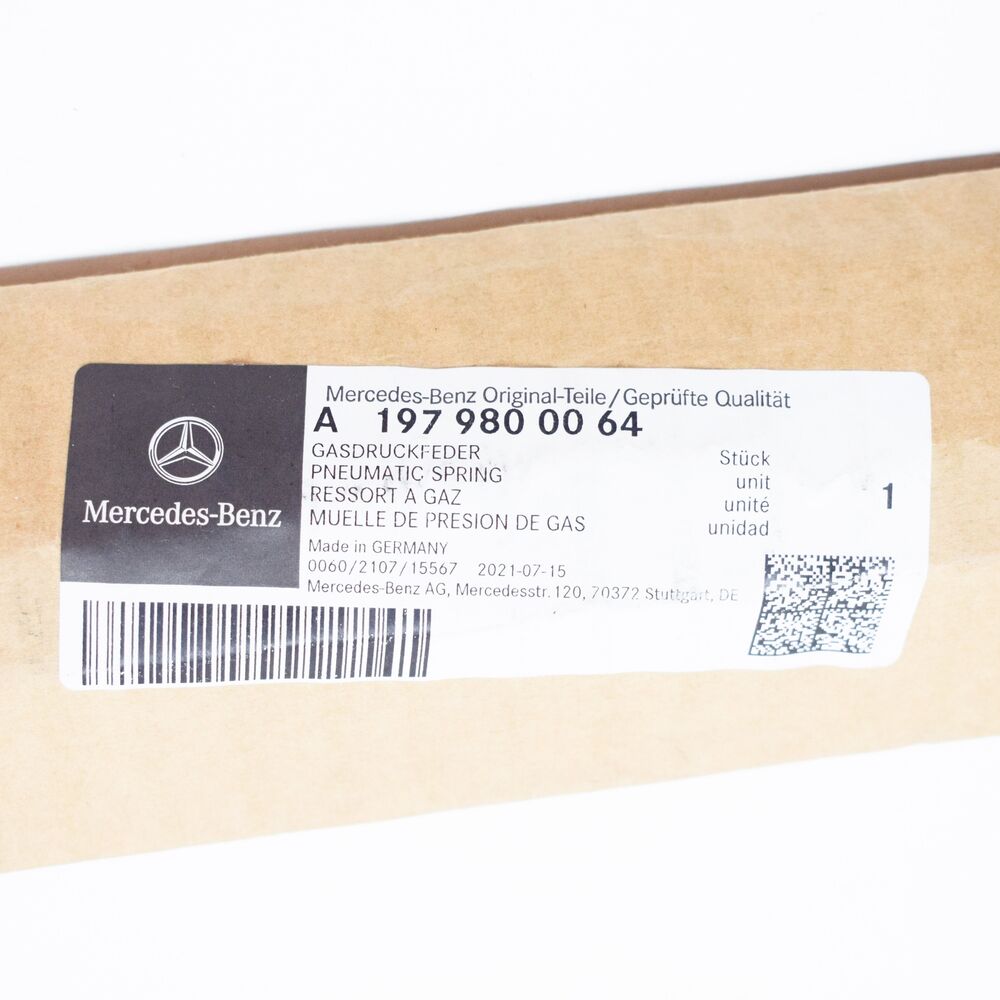 Mercedes-Benz
Mercedes-Benz Original-Teile/Geprüfte Qualität
A 197 980 00 64
GASDRUCKFEDER
PNEUMATIC SPRING
RESSORT A GAZ
MUELLE DE PRESION DE GAS
Stück
unit
unité
unidad
1
Made in GERMANY
0060/2107/15567 2021-07-15
Mercedes-Benz AG, Mercedesstr. 120, 70372 Stuttgart, DE